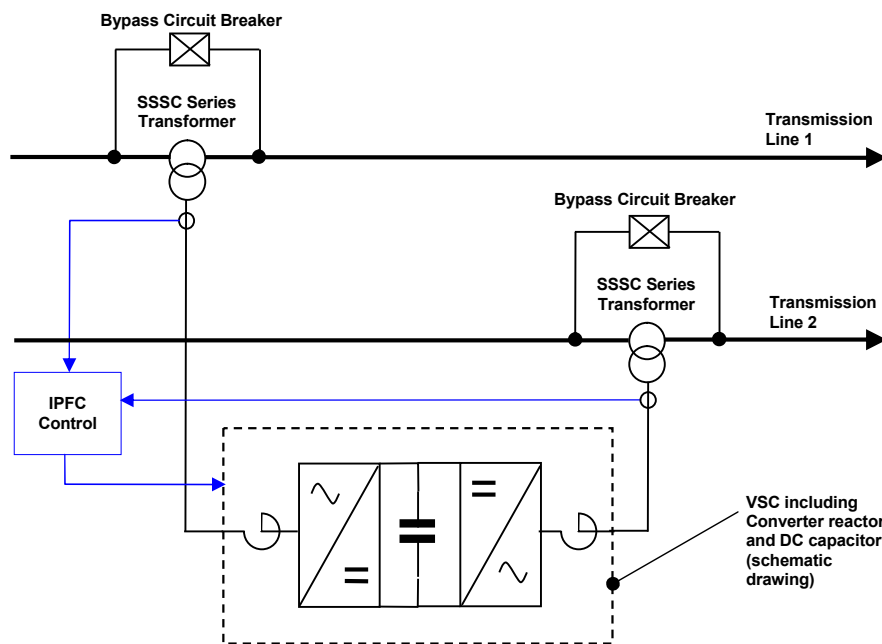 Bypass Circuit Breaker
SSSC Series
Transformer
Transmission
Line 1
Bypass Circuit Breaker
SSSC Series
Transformer
Transmission
Line 2
IPFC
Control
VSC including
Converter reactor
and DC capacitor
(schematic
drawing)